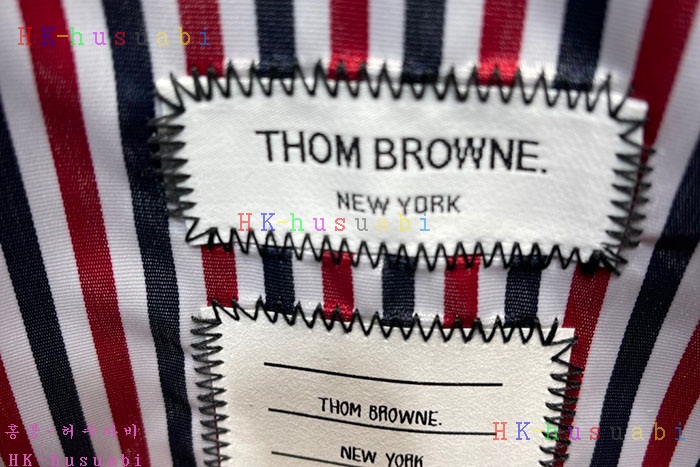 HK-husuabi
THOM BROWNE.
NEW YORK
HK-husuabi
THOM BROWNE.
HK-husuabi
NEW YORK
홍콩-허수아비
HK-husuabi